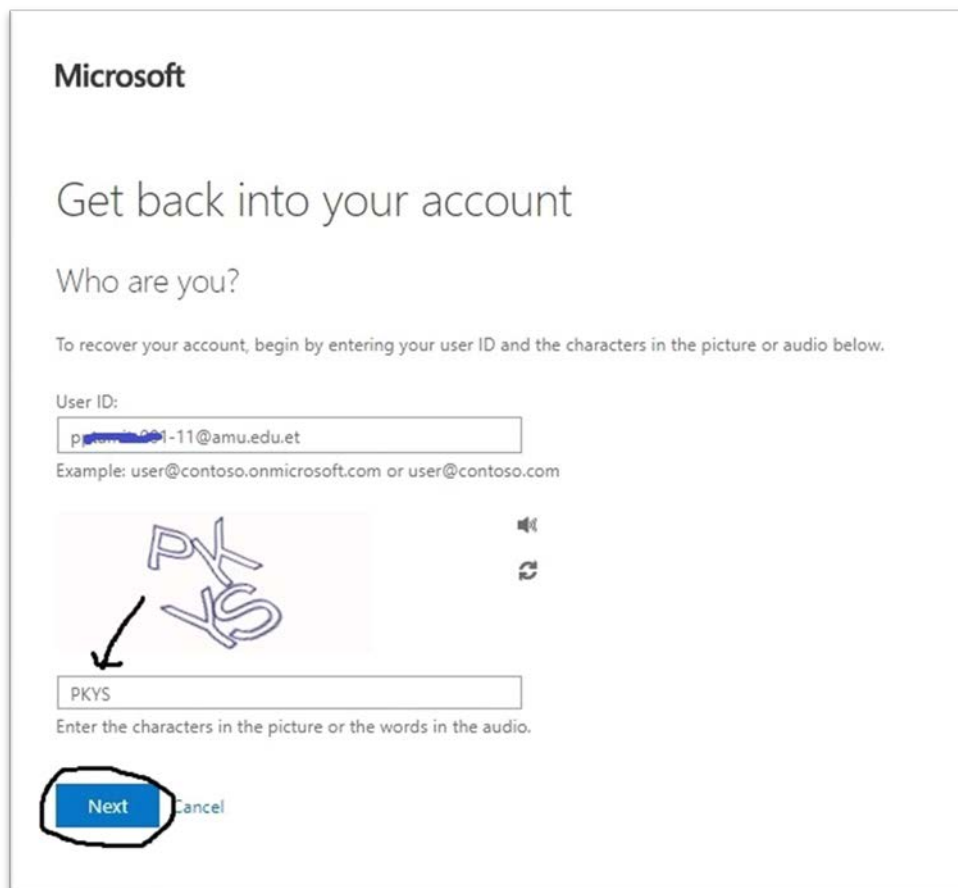 Microsoft
Get back into your account
Who are you?
To recover your account, begin by entering your user ID and the characters in the picture or audio below.
User ID:
1-11@amu.edu.et
Example: user@contoso.onmicrosoft.com or user@contoso.com
PK
YS
PKYS
Enter the characters in the picture or the words in the audio.
Next Cancel